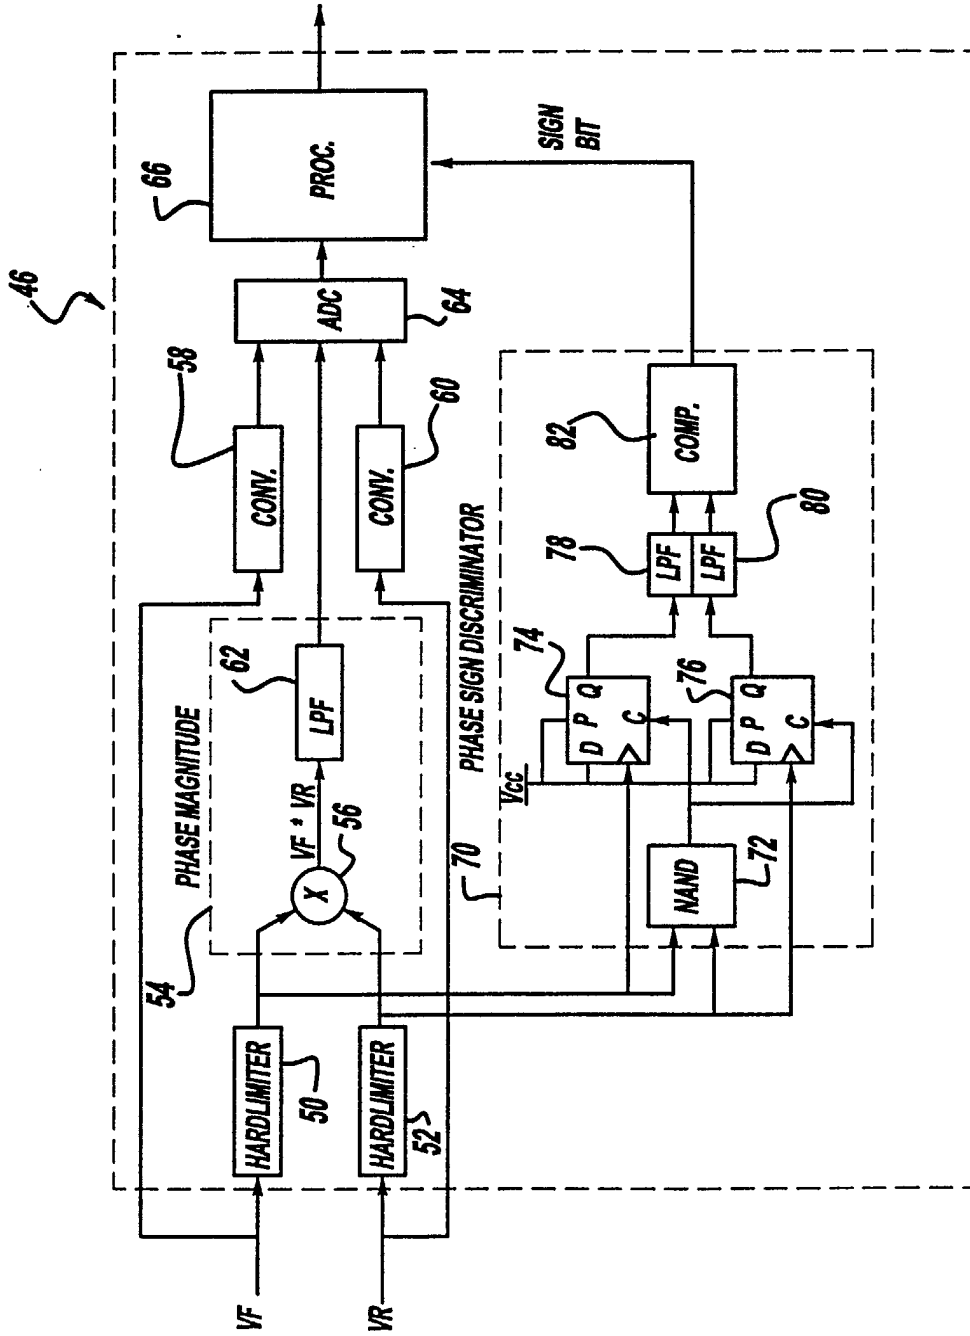 46
VF
VR
HARDLIMITER
50
HARDLIMITER
52
54
PHASE MAGNITUDE
X
56
VF * VR
LPF
62
CONV.
58
CONV.
60
ADC
64
PROC.
66
SIGN
BIT
70
PHASE SIGN DISCRIMINATOR
NAND
72
VCC
D P Q
C
74
D P Q
C
76
LPF
78
LPF
80
COMP.
82